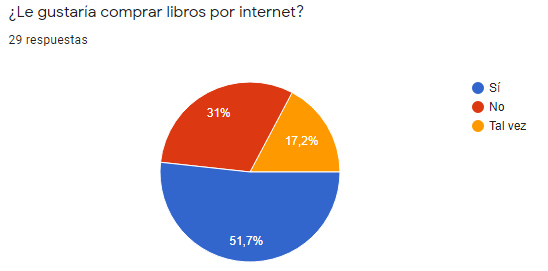 ¿Le gustaría comprar libros por internet?
29 respuestas
Sí
No
Tal vez
31%
17,2%
51,7%